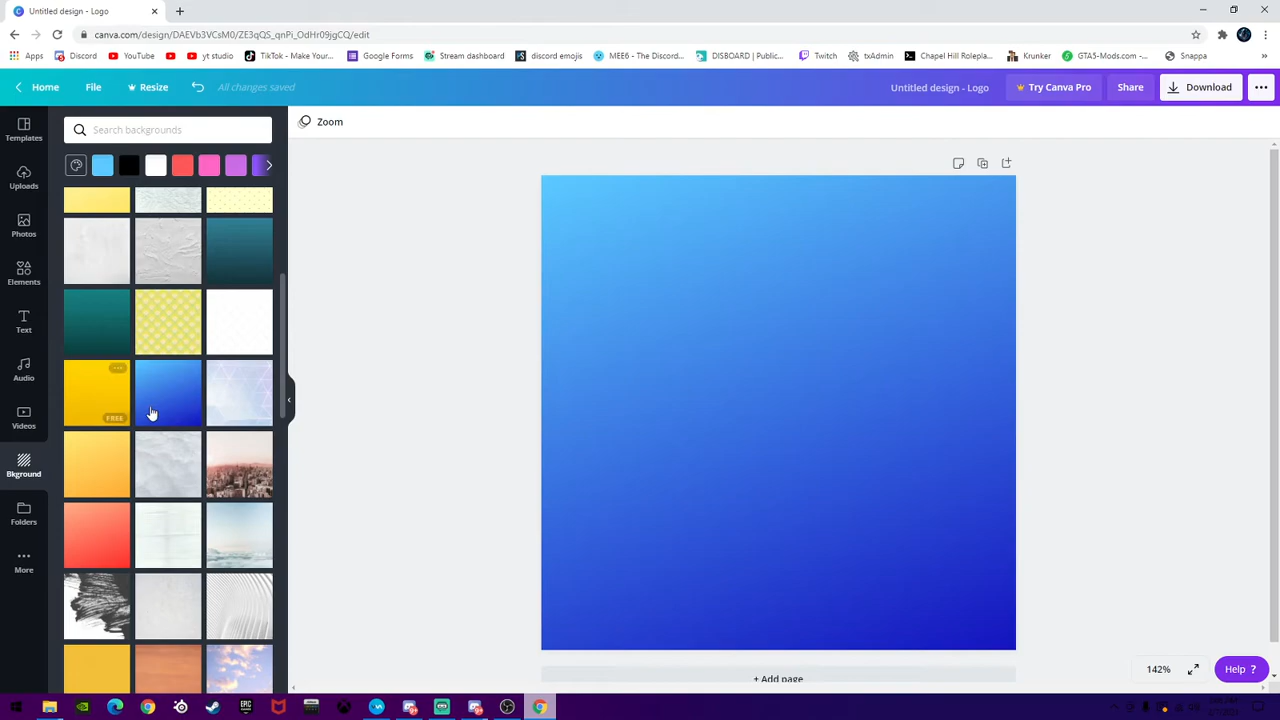 Untitled design - Logo
canva.com/design/DAEVb3VCsM0/ZE3qQS_qnPi_OdHr09jgCQ/edit
Apps
Discord
YouTube
yt studio
TikTok - Make Your...
Google Forms
Stream dashboard
discord emojis
MEE6 - The Discord...
DISBOARD | Public...
Twitch
txAdmin
Chapel Hill Rolepla...
Krunker
GTA5-Mods.com -...
Snappa
Home
File
Resize
All changes saved
Untitled design - Logo
Try Canva Pro
Share
Download
Templates
Search backgrounds
Zoom
Uploads
Photos
Elements
Text
Audio
FREE
Videos
Bkground
Folders
More
+ Add page
142%
Help ?